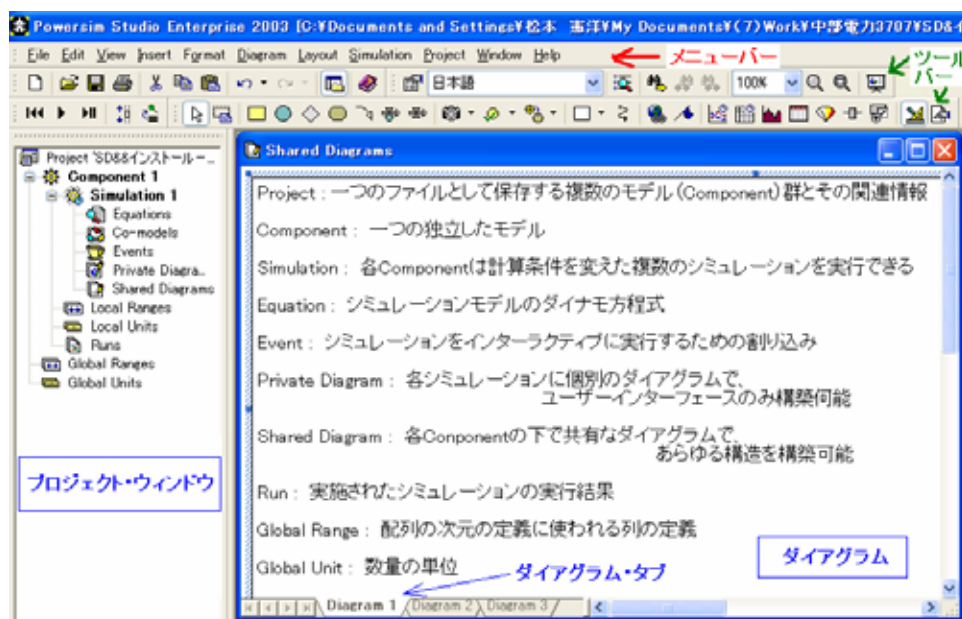 Powersim Studio Enterprise 2003 [C:¥Documents and Settings¥松本 憲洋¥My Documents¥(7)Work¥中部電力3707¥SD&
File Edit View Insert Format Diagram Layout Simulation Project Window Help
メニューバー
ツールバー
日本語
100%
Project 'SD88インストール-...
Component 1
Simulation 1
Equations
Co-models
Events
Private Diagra..
Shared Diagrams
Local Ranges
Local Units
Runs
Global Ranges
Global Units
プロジェクト・ウィンドウ
Shared Diagrams
Project : 一つのファイルとして保存する複数のモデル(Component)群とその関連情報
Component : 一つの独立したモデル
Simulation : 各Componentは計算条件を変えた複数のシミュレーションを実行できる
Equation : シミュレーションモデルのダイナモ方程式
Event : シミュレーションをインターラクティブに実行するための割り込み
Private Diagram : 各シミュレーションに個別のダイアグラムで、
ユーザーインターフェースのみ構築可能
Shared Diagram : 各Conponentの下で共有なダイアグラムで、
あらゆる構造を構築可能
Run : 実施されたシミュレーションの実行結果
Global Range : 配列の次元の定義に使われる列の定義
Global Unit : 数量の単位
ダイアグラム・タブ
ダイアグラム
Diagram 1 Diagram 2 Diagram 3